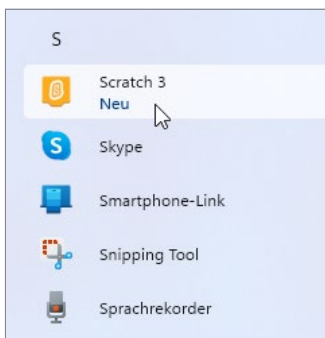 S
Scratch 3
Neu
Skype
Smartphone-Link
Snipping Tool
Sprachrekorder